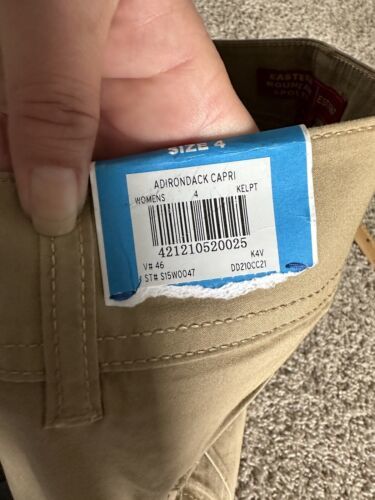 EASTERN
MOUNTAIN
SPORTS
SIZE 4
ADIRONDACK CAPRI
WOMENS 4 KELPT
421210520025
V# 46 K4V
ST# S15W0047 DD210CC21